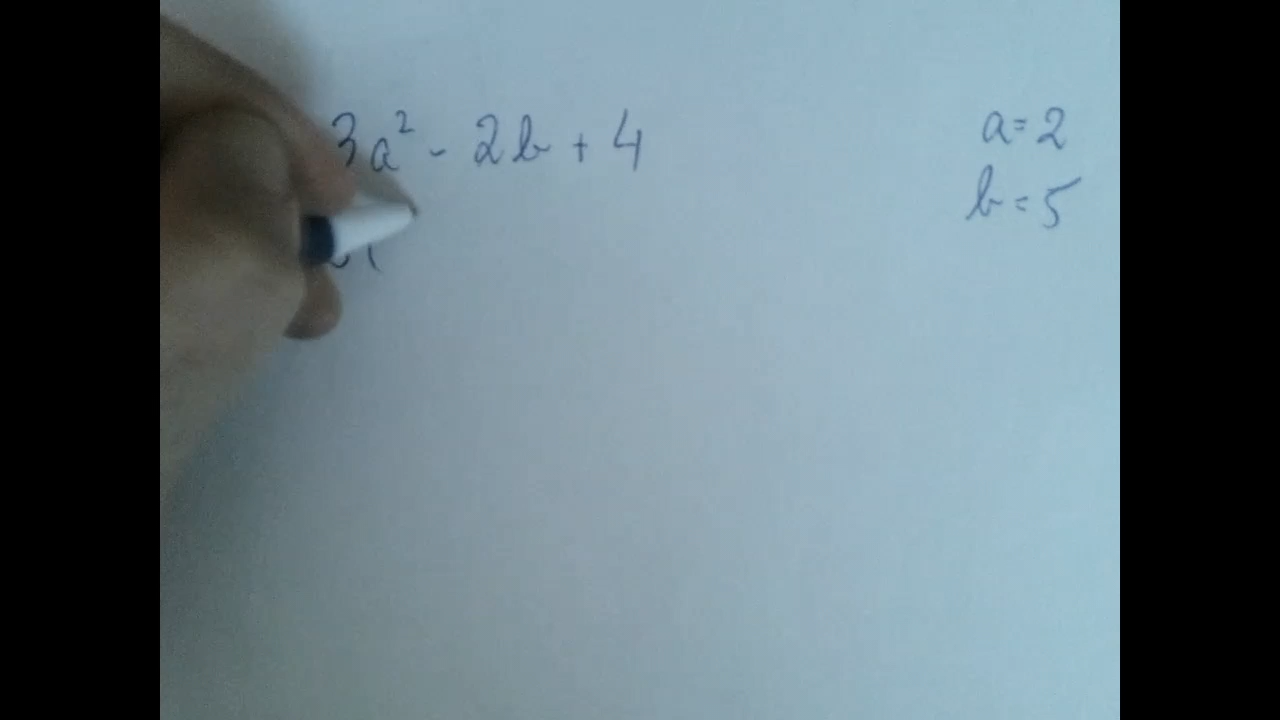 3a² - 2b + 4
a = 2
b = 5